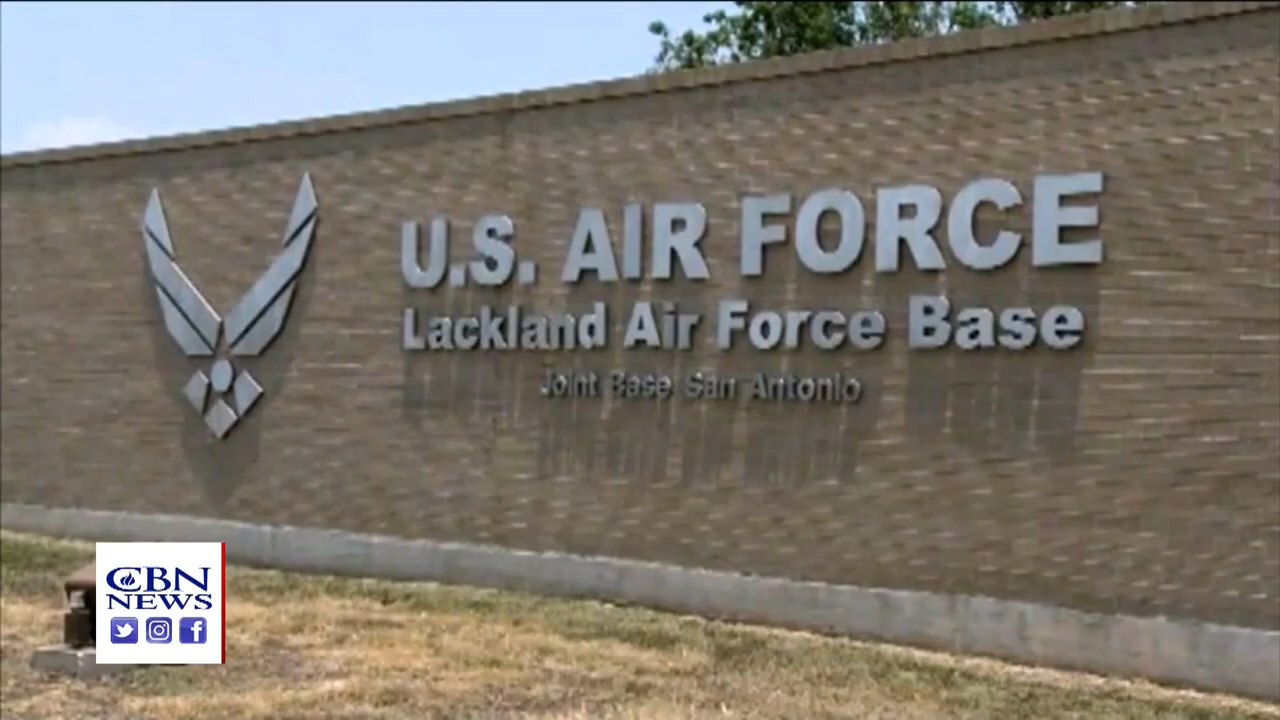 U.S. AIR FORCE
Lackland Air Force Base
Joint Base San Antonio
CBN
NEWS